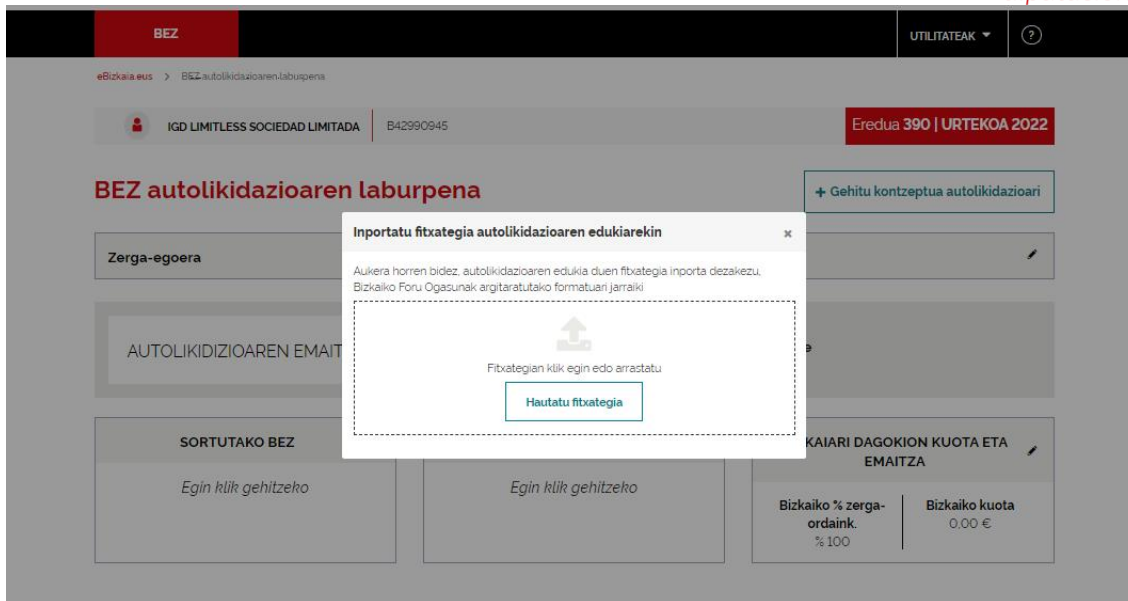 BEZ
UTILITATEAK
?
eBizkaia.eus > BEZ autolikidazioaren laburpena
IGD LIMITLESS SOCIEDAD LIMITADA B42990945
Eredua 390 | URTEKOA 2022
BEZ autolikidazioaren laburpena
+ Gehitu kontzeptua autolikidazioari
Inportatu fitxategia autolikidazioaren edukiarekin ×
Zerga-egoera
Aukera horren bidez, autolikidazioaren edukia duen fitxategia inporta dezakezu,
Bizkaiko Foru Ogasunak argitaratutako formatuari jarraiki
AUTOLIKIDIZIOAREN EMAIT
Fitxategian klik egin edo arrastatu
Hautatu fitxategia
SORTUTAKO BEZ
Egin klik gehitzeko
Egin klik gehitzeko
KAIARI DAGOKION KUOTA ETA
EMAITZA
Bizkaiko % zerga-
ordaink.
% 100
Bizkaiko kuota
0,00 €